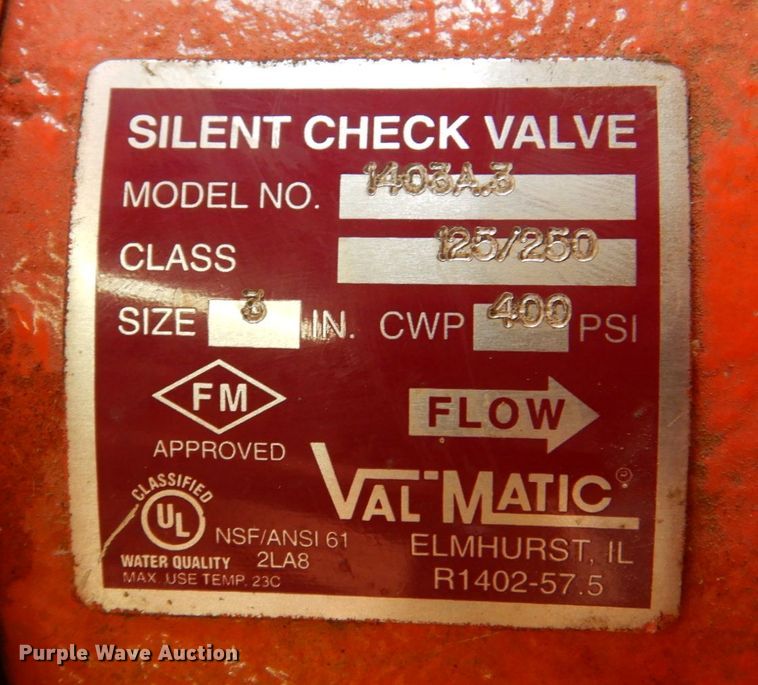 SILENT CHECK VALVE
MODEL NO. 1403A.3
CLASS 125/250
SIZE 3 IN. CWP 400 PSI
FM
APPROVED
FLOW
CLASSIFIED
UL
WATER QUALITY
NSF/ANSI 61
2LA8
MAX. USE TEMP. 23C
VAL-MATIC®
ELMHURST, IL
R1402-57.5
Purple Wave Auction